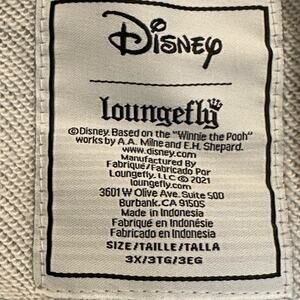 Disney
loungefly
©Disney. Based on the "Winnie the Pooh"
works by A.A. Milne and E.H. Shepard.
www.disney.com
Manufactured By
Fabriqué/Fabricado Por
Loungefly, LLC © 2021
loungefly.com
3601 W Olive Ave. Suite 500
Burbank, CA 91505
Made in Indonesia
Fabriqué en Indonésie
Fabricado en Indonesia
SIZE/TAILLE/TALLA
3X/3TG/3EG